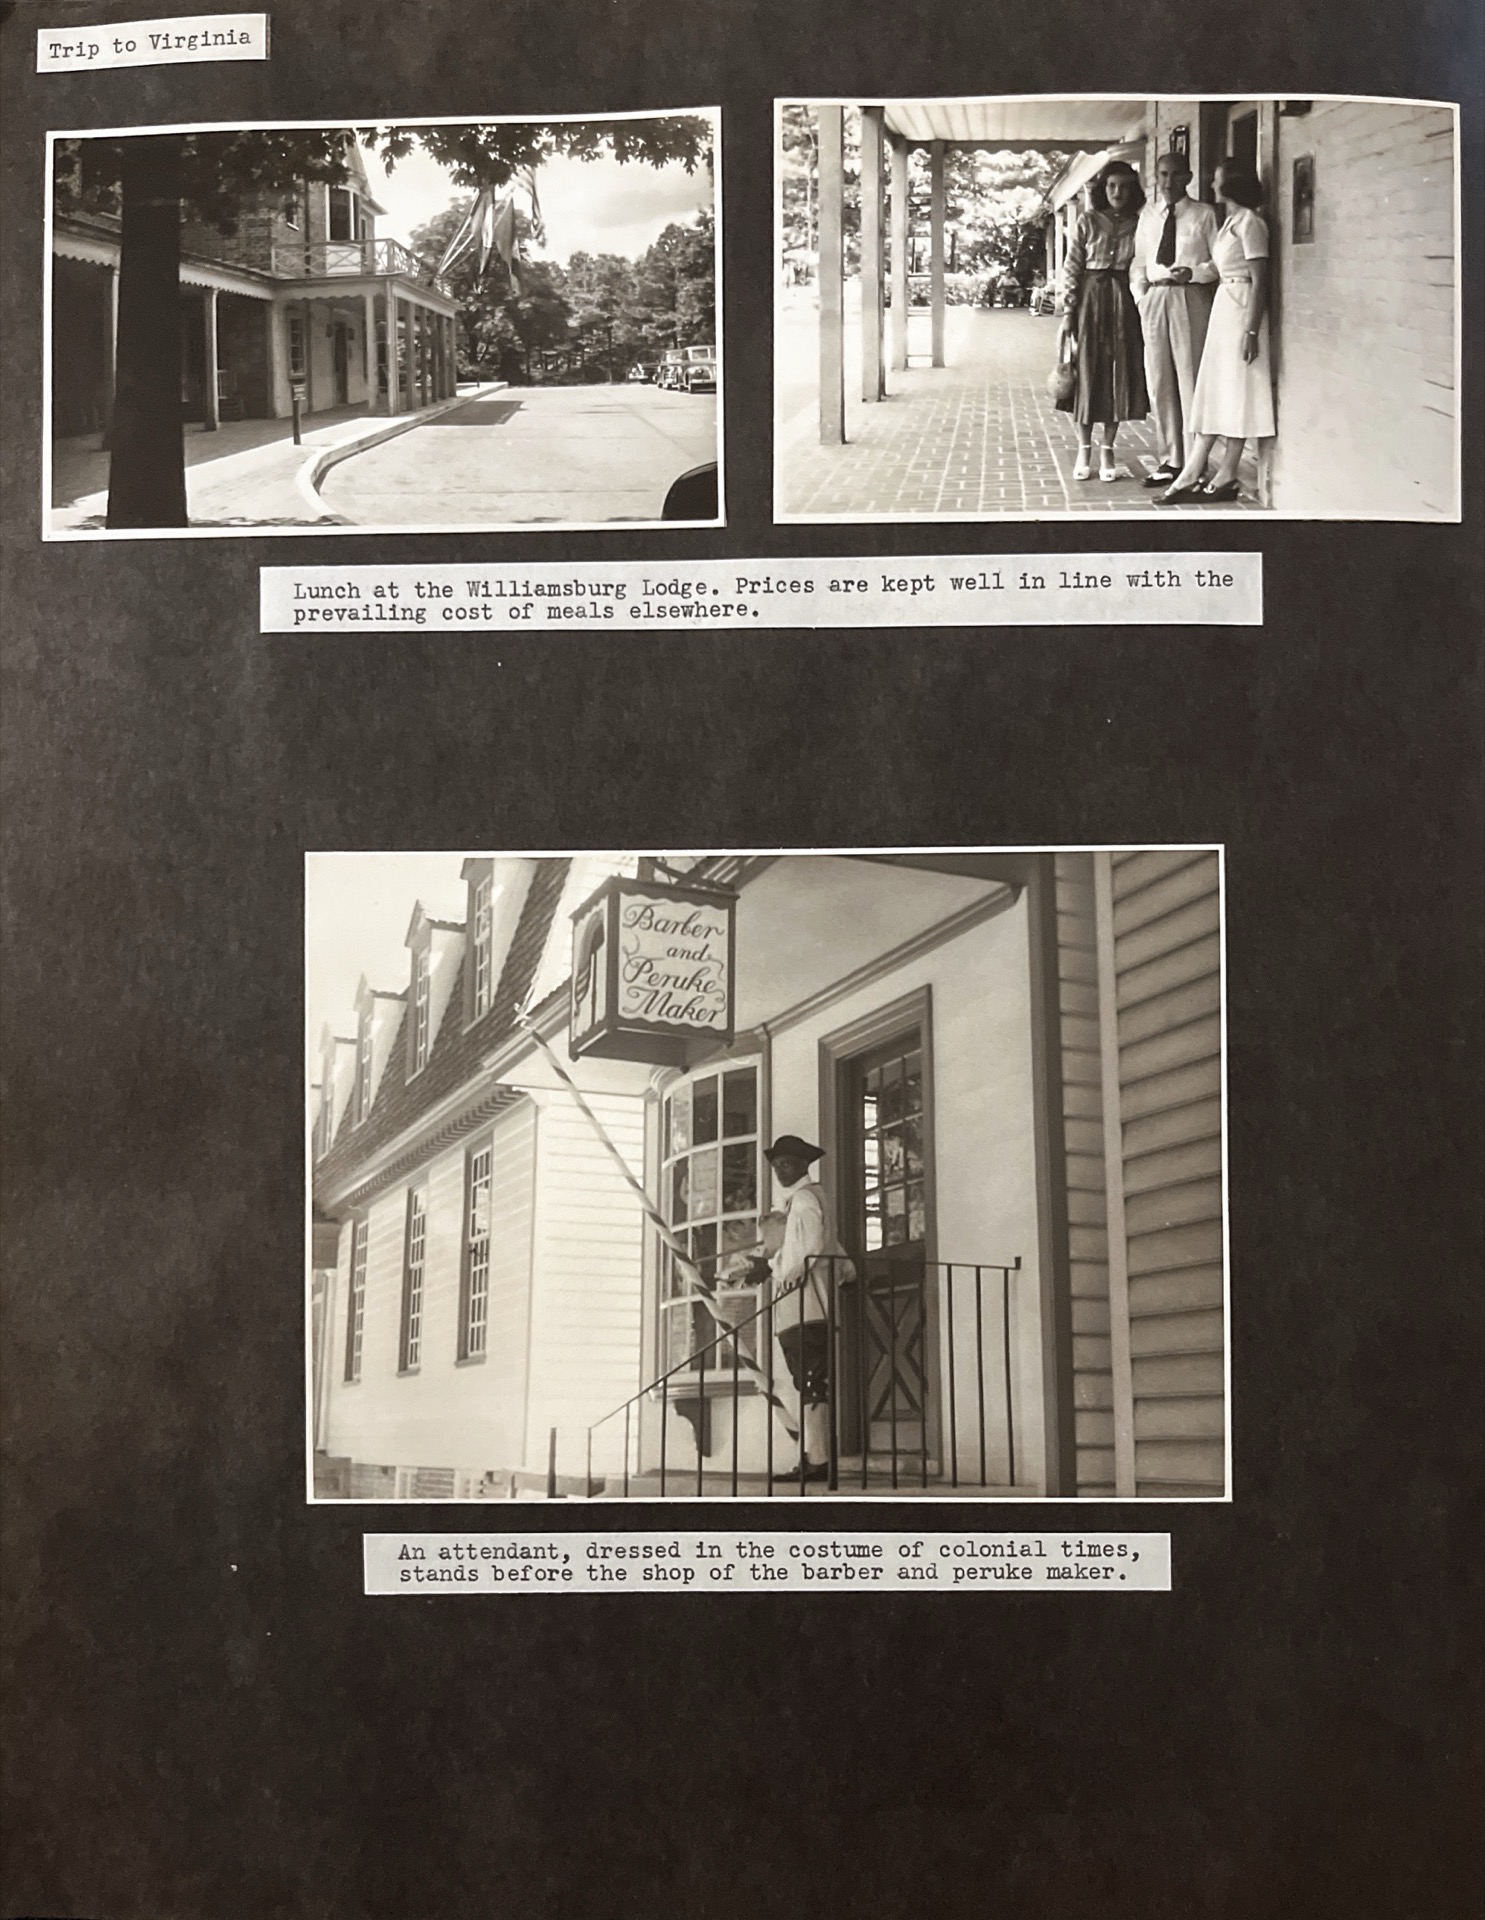 Trip to Virginia
Lunch at the Williamsburg Lodge. Prices are kept well in line with the
prevailing cost of meals elsewhere.
Barber
and
Peruke
Maker
An attendant, dressed in the costume of colonial times,
stands before the shop of the barber and peruke maker.